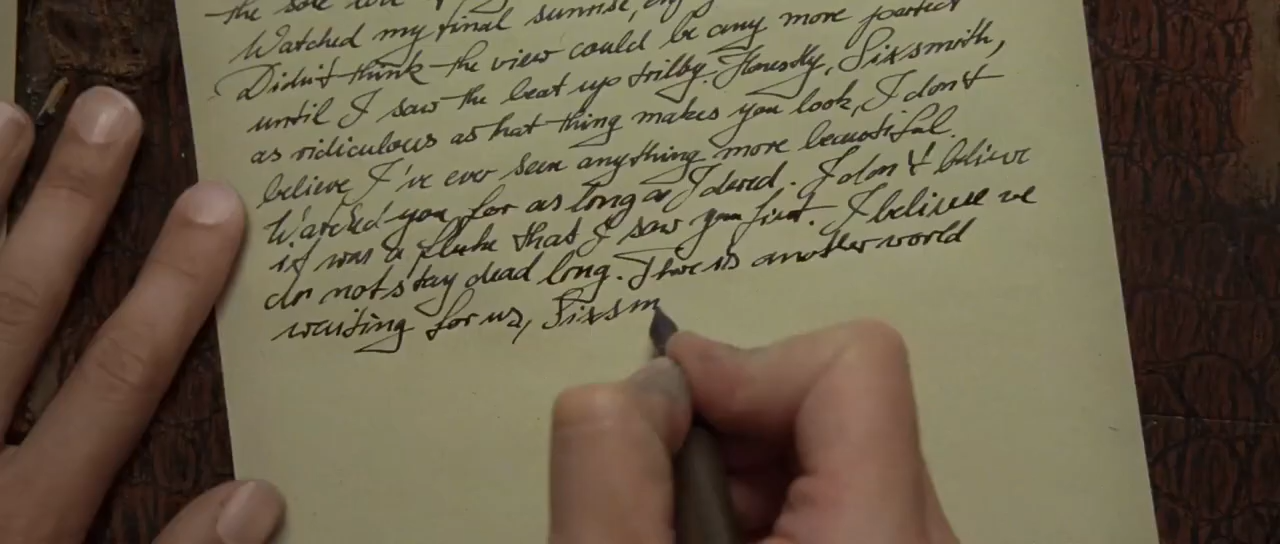 the sole
Watched my final sunrise,
Didn't think the view could be any more perfect
until I saw the beat up trilby. Honestly, Sixsmith,
as ridiculous as hat thing makes you look, I don't
believe I've ever seen anything more beautiful.
Watched you for as long as I dared. I don't believe
it was a fluke that I saw you first. I believe we
do not stay dead long. There is another world
waiting for us, Sixsm